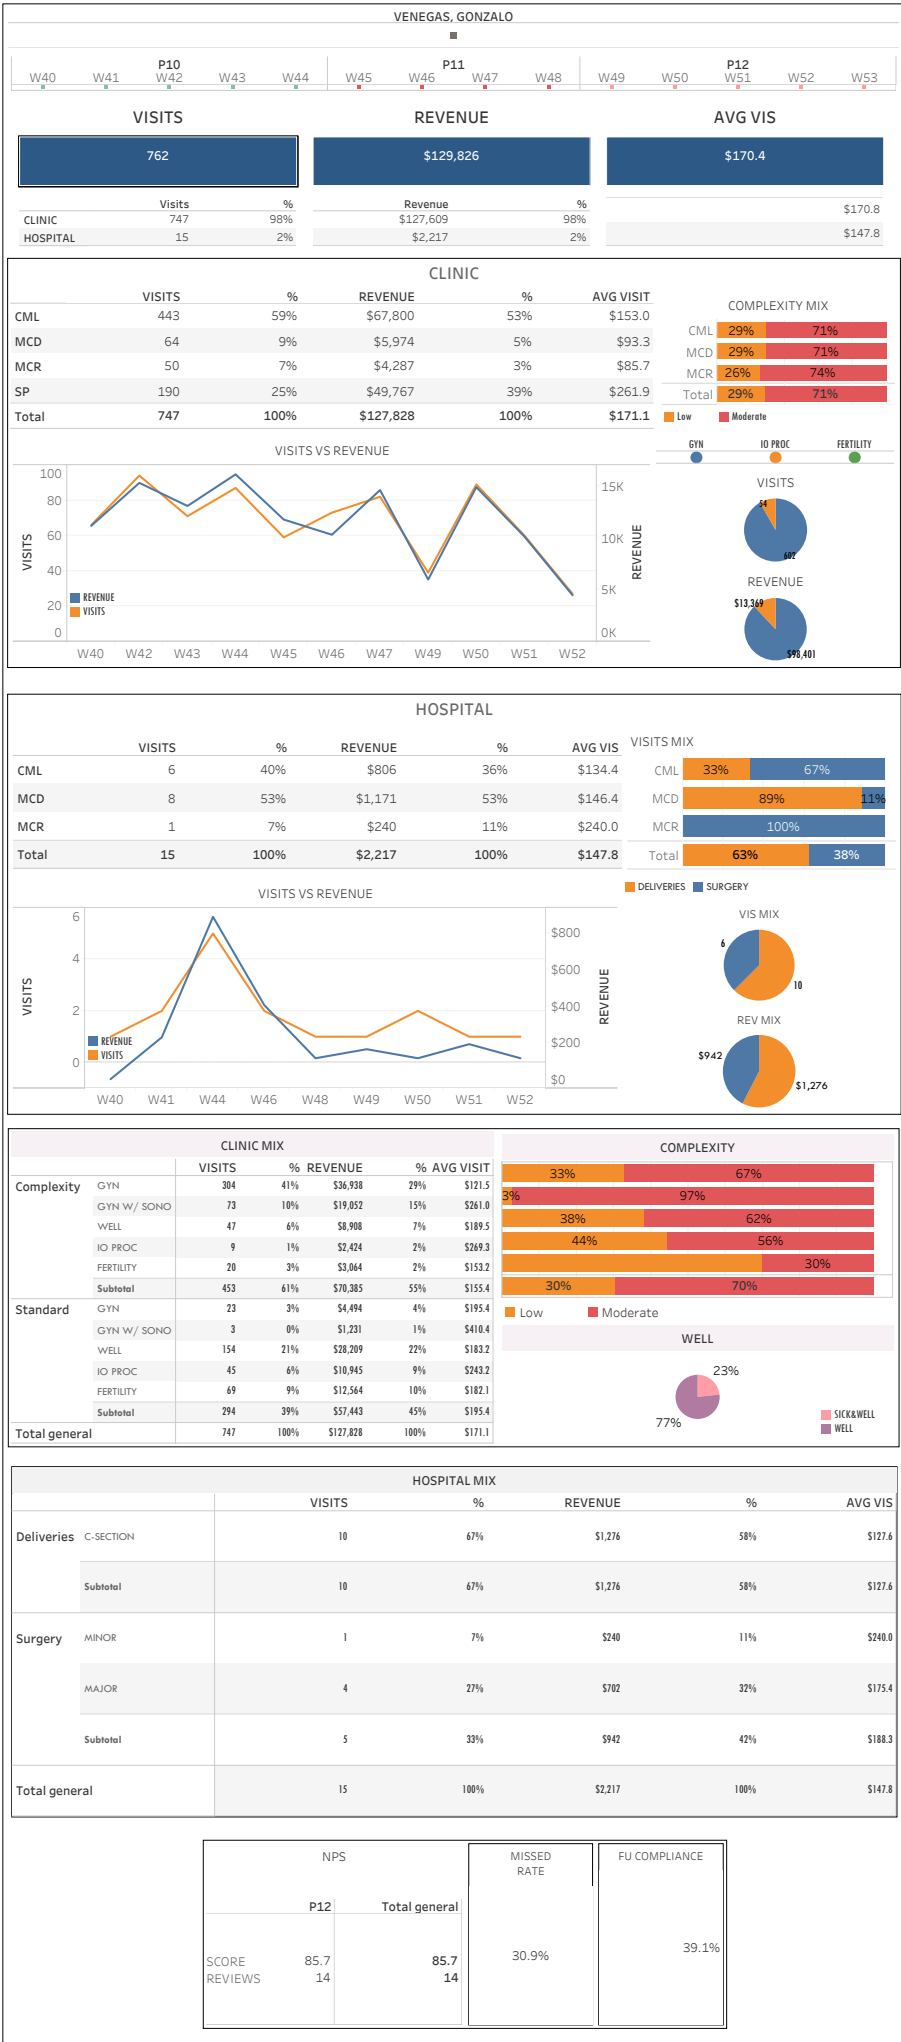 VENEGAS, GONZALO
P10 P11 P12
W40 W41 W42 W43 W44 W45 W46 W47 W48 W49 W50 W51 W52 W53
VISITS REVENUE AVG VIS
762 $129,826 $170.4
Visits % Revenue %
CLINIC 747 98% $127,609 98% $170.8
HOSPITAL 15 2% $2,217 2% $147.8
CLINIC
VISITS % REVENUE % AVG VISIT
CML 443 59% $67,800 53% $153.0
MCD 64 9% $5,974 5% $93.3
MCR 50 7% $4,287 3% $85.7
SP 190 25% $49,767 39% $261.9
Total 747 100% $127,828 100% $171.1
COMPLEXITY MIX
CML 29% 71%
MCD 29% 71%
MCR 26% 74%
Total 29% 71%
Low Moderate
GYN IO PROC FERTILITY
VISITS
54
602
REVENUE
$13,369
$98,401
VISITS VS REVENUE
100
80
60
40
20
0
VISITS
15K
10K
5K
0K
REVENUE
REVENUE
VISITS
W40 W42 W43 W44 W45 W46 W47 W49 W50 W51 W52
HOSPITAL
VISITS % REVENUE % AVG VIS
CML 6 40% $806 36% $134.4
MCD 8 53% $1,171 53% $146.4
MCR 1 7% $240 11% $240.0
Total 15 100% $2,217 100% $147.8
VISITS MIX
CML 33% 67%
MCD 89% 11%
MCR 100%
Total 63% 38%
DELIVERIES SURGERY
VIS MIX
6
10
REV MIX
$942
$1,276
VISITS VS REVENUE
6
4
2
0
VISITS
$800
$600
$400
$200
$0
REVENUE
REVENUE
VISITS
W40 W41 W44 W46 W48 W49 W50 W51 W52
CLINIC MIX
VISITS % REVENUE % AVG VISIT
Complexity GYN 304 41% $36,938 29% $121.5
GYN W/ SONO 73 10% $19,052 15% $261.0
WELL 47 6% $8,908 7% $189.5
IO PROC 9 1% $2,424 2% $269.3
FERTILITY 20 3% $3,064 2% $153.2
Subtotal 453 61% $70,385 55% $155.4
Standard GYN 23 3% $4,494 4% $195.4
GYN W/ SONO 3 0% $1,231 1% $410.4
WELL 154 21% $28,209 22% $183.2
IO PROC 45 6% $10,945 9% $243.2
FERTILITY 69 9% $12,564 10% $182.1
Subtotal 294 39% $57,443 45% $195.4
Total general 747 100% $127,828 100% $171.1
COMPLEXITY
33% 67%
3% 97%
38% 62%
44% 56%
30%
30% 70%
Low Moderate
WELL
23%
77%
SICK&WELL
WELL
HOSPITAL MIX
VISITS % REVENUE % AVG VIS
Deliveries C-SECTION 10 67% $1,276 58% $127.6
Subtotal 10 67% $1,276 58% $127.6
Surgery MINOR 1 7% $240 11% $240.0
MAJOR 4 27% $702 32% $175.4
Subtotal 5 33% $942 42% $188.3
Total general 15 100% $2,217 100% $147.8
NPS
P12 Total general
SCORE 85.7 85.7
REVIEWS 14 14
MISSED
RATE
30.9%
FU COMPLIANCE
39.1%